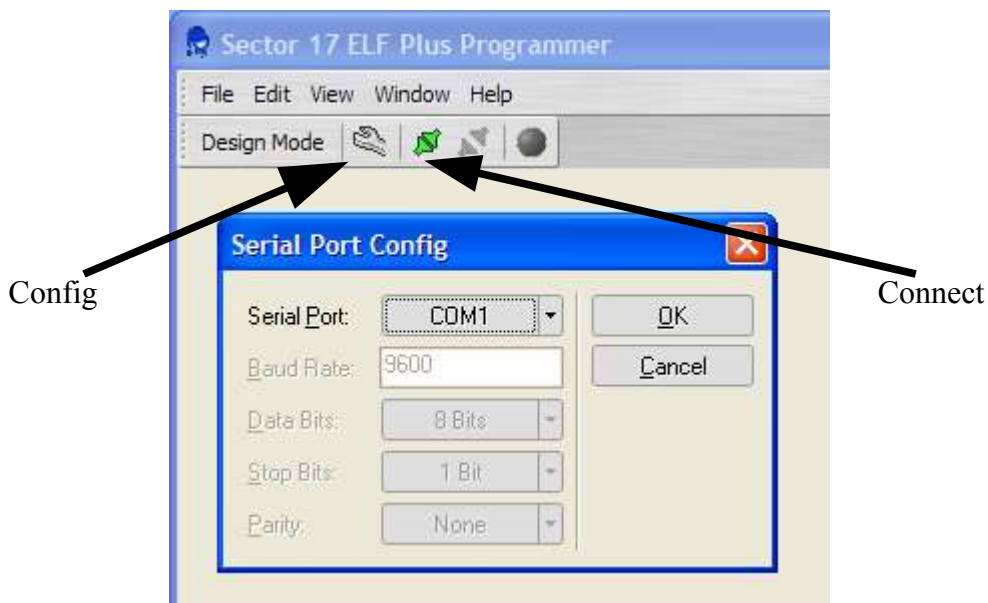 Sector 17 ELF Plus Programmer
File Edit View Window Help
Design Mode
Serial Port Config
Config
Connect
Serial Port: COM1 OK
Baud Rate: 9600 Cancel
Data Bits: 8 Bits
Stop Bits: 1 Bit
Parity: None